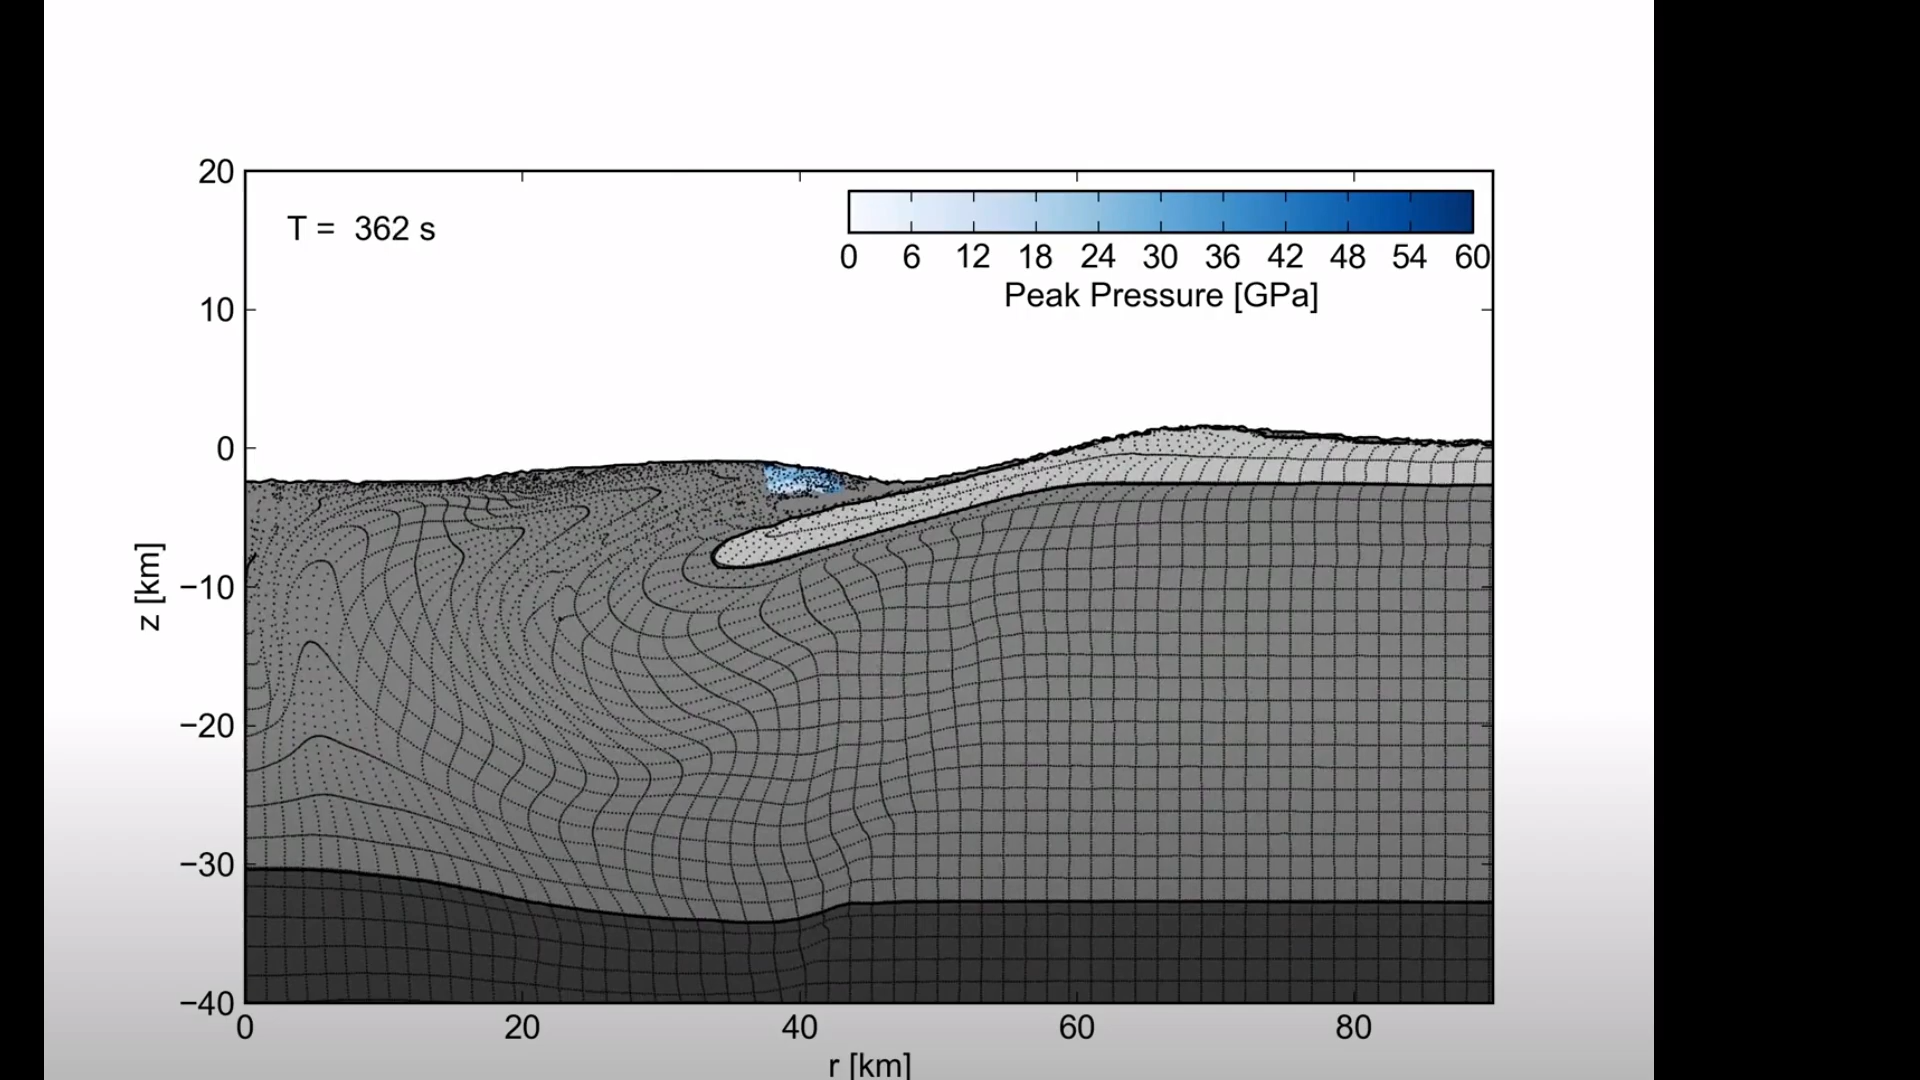 20
T = 362 s
0 6 12 18 24 30 36 42 48 54 60
Peak Pressure [GPa]
10
0
−10
−20
−30
−40
z [km]
0 20 40 60 80
r [km]